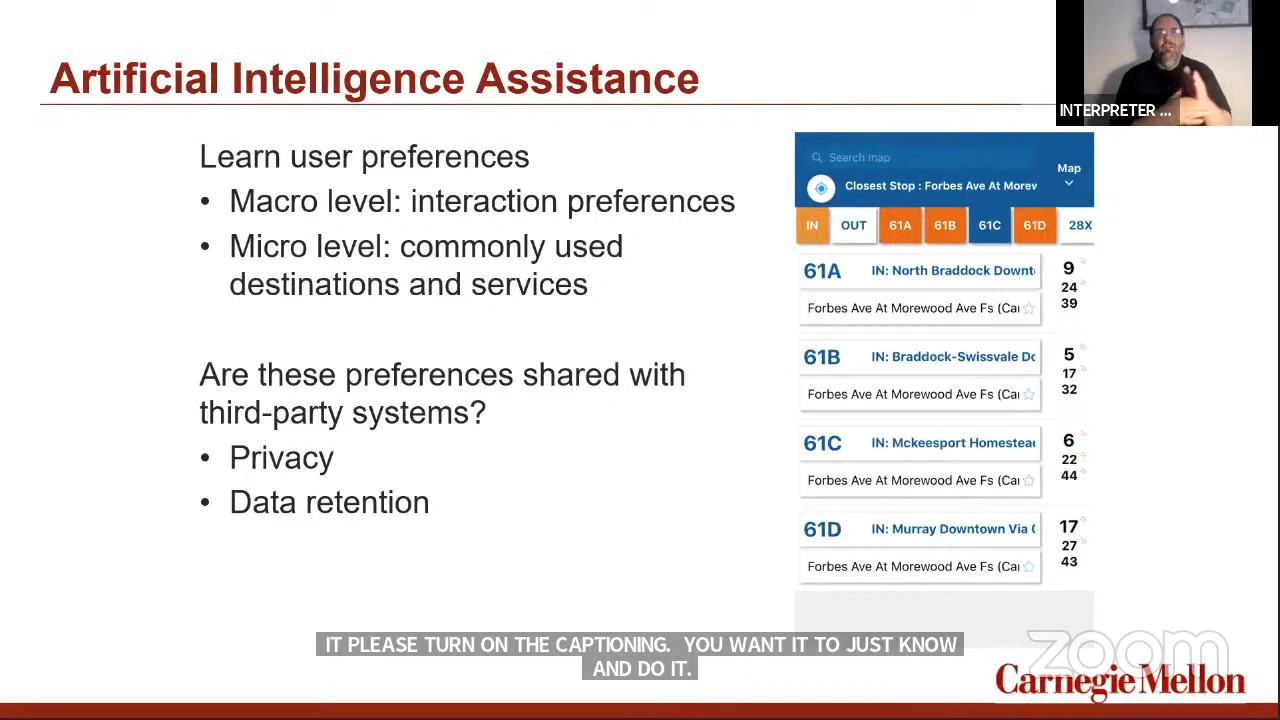 Artificial Intelligence Assistance
INTERPRETER ...
Learn user preferences
• Macro level: interaction preferences
• Micro level: commonly used
destinations and services
Are these preferences shared with
third-party systems?
• Privacy
• Data retention
Search map
Map
Closest Stop : Forbes Ave At Morew
IN OUT 61A 61B 61C 61D 28X
61A IN: North Braddock Downt
9
24
Forbes Ave At Morewood Ave Fs (Ca
39
61B IN: Braddock-Swissvale Do
5
17
Forbes Ave At Morewood Ave Fs (Ca
32
61C IN: Mckeesport Homestea
6
22
Forbes Ave At Morewood Ave Fs (Ca
44
61D IN: Murray Downtown Via
17
27
Forbes Ave At Morewood Ave Fs (Ca
43
IT PLEASE TURN ON THE CAPTIONING. YOU WANT IT TO JUST KNOW
AND DO IT.
zoom
Carnegie Mellon